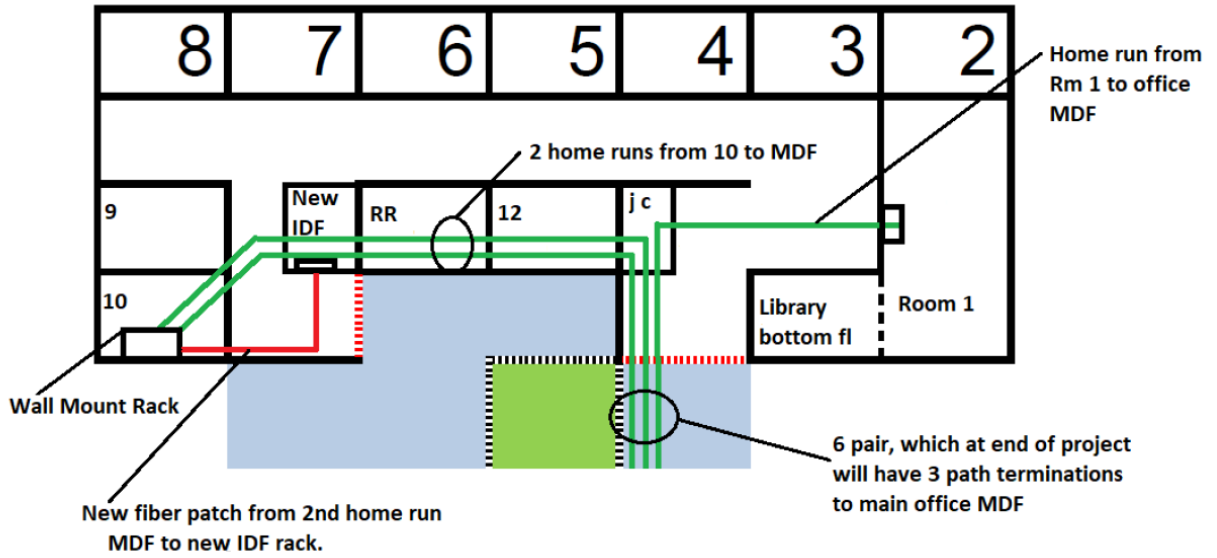 8
7
6
5
4
3
2
Home run from
Rm 1 to office
MDF
2 home runs from 10 to MDF
9
New
IDF
RR
12
j c
10
Library
bottom fl
Room 1
Wall Mount Rack
6 pair, which at end of project
will have 3 path terminations
to main office MDF
New fiber patch from 2nd home run
MDF to new IDF rack.